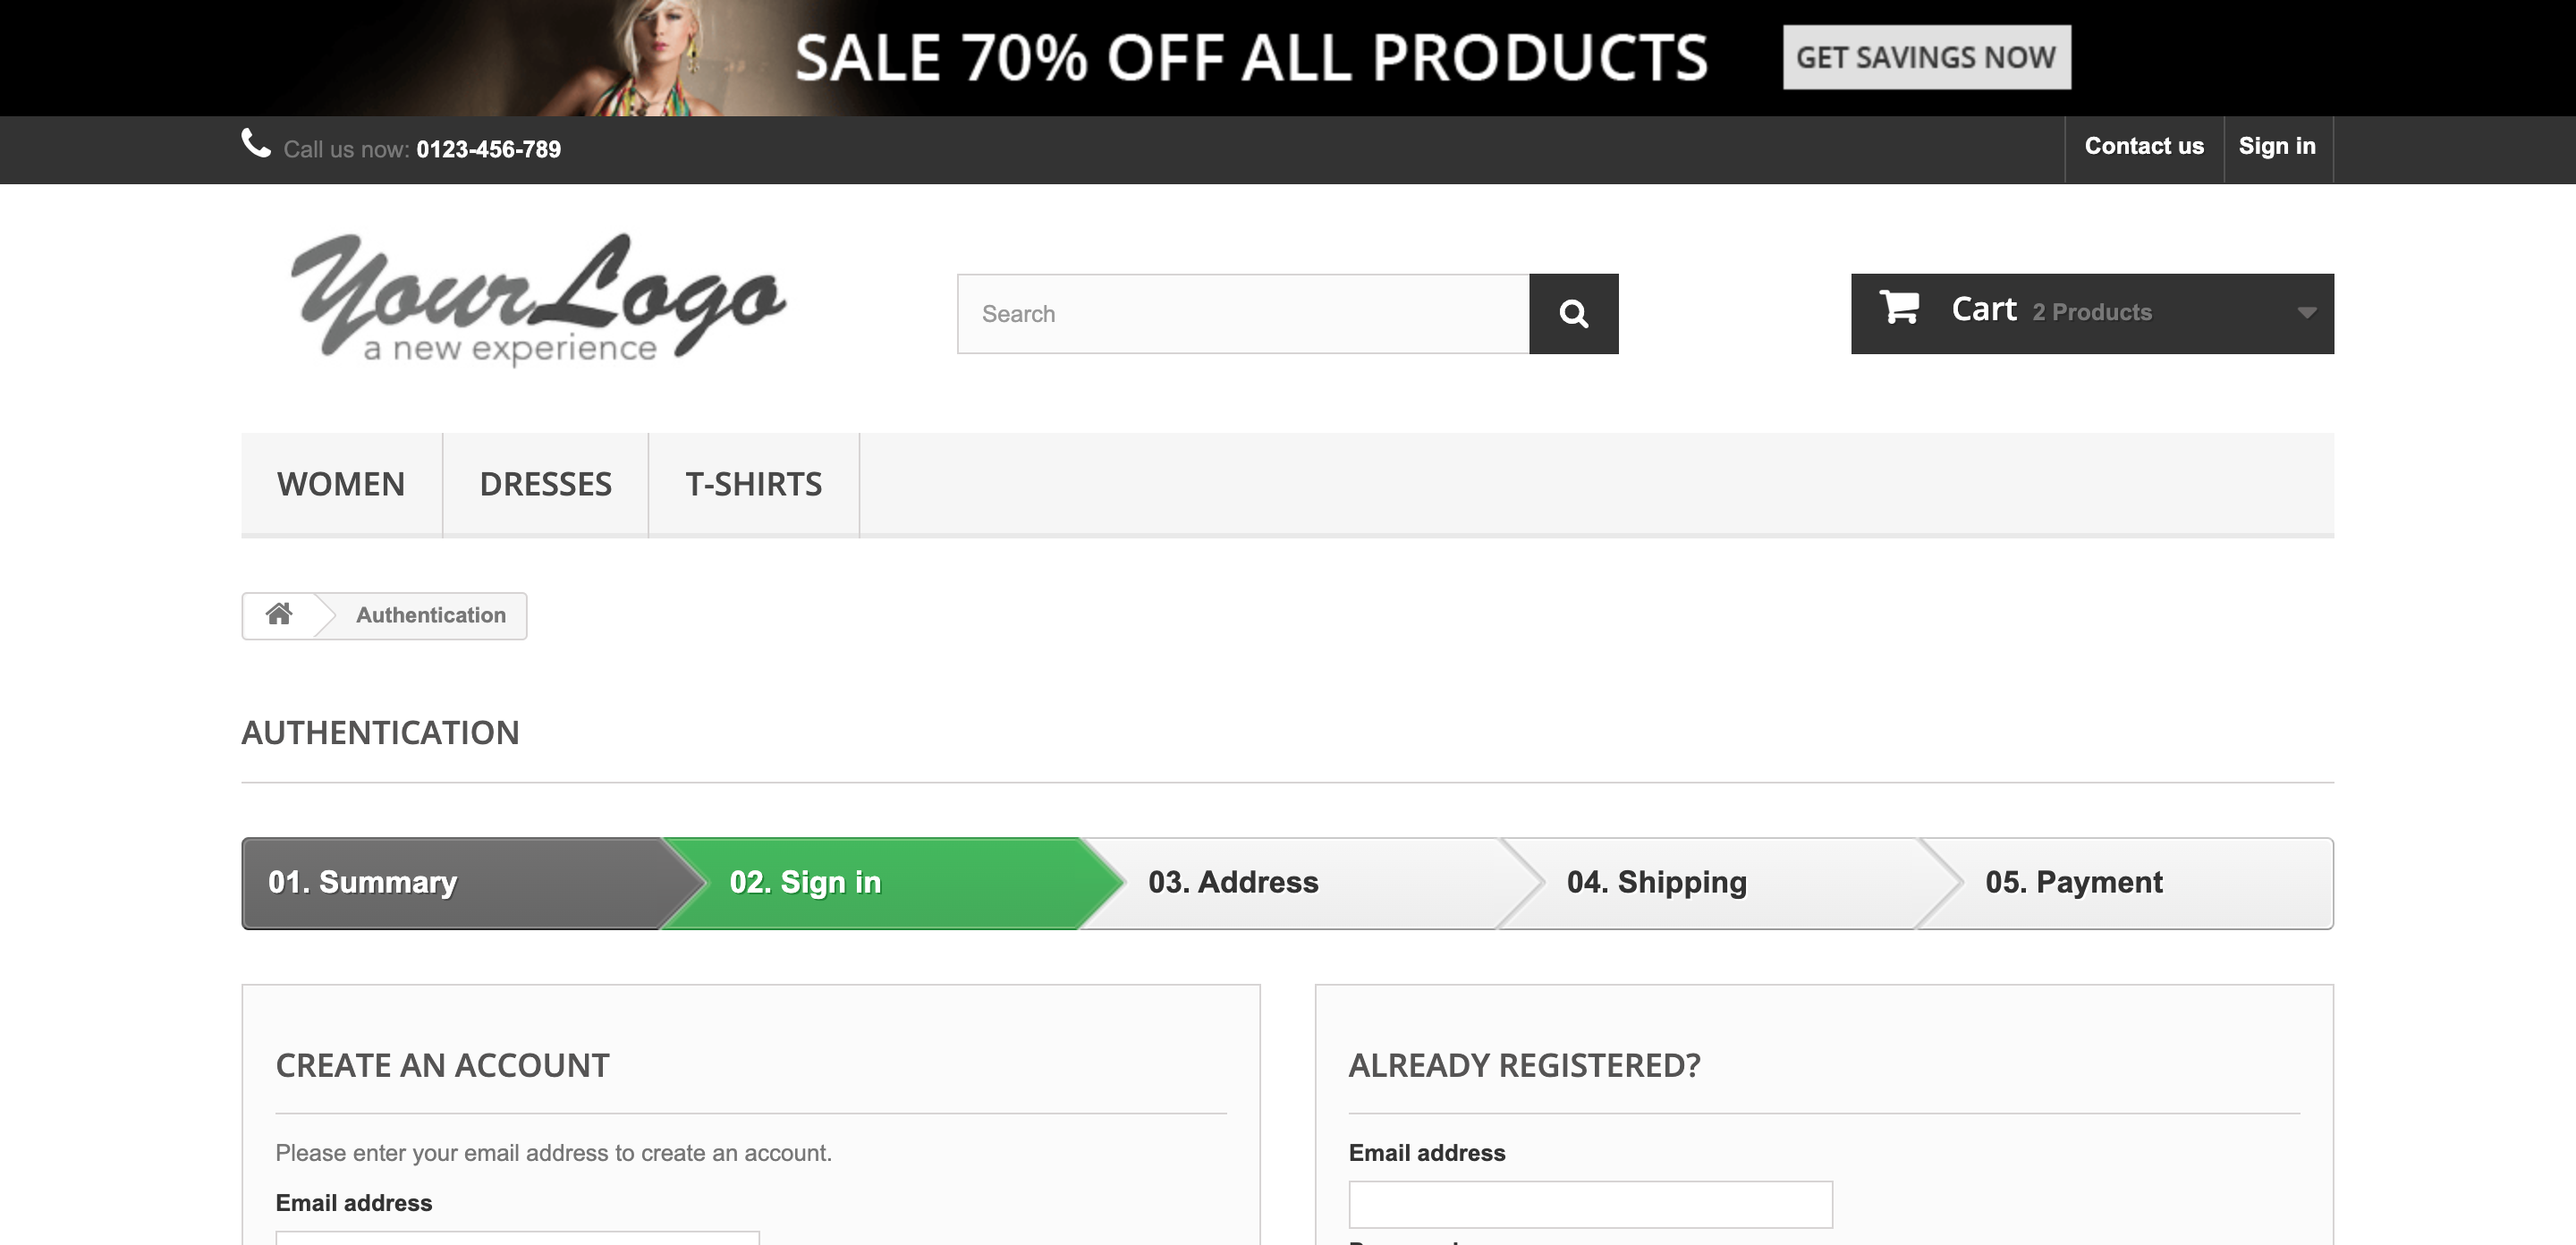 SALE 70% OFF ALL PRODUCTS GET SAVINGS NOW
Call us now: 0123-456-789 Contact us Sign in
Your Logo
a new experience
Search
Cart 2 Products
WOMEN DRESSES T-SHIRTS
Authentication
AUTHENTICATION
01. Summary 02. Sign in 03. Address 04. Shipping 05. Payment
CREATE AN ACCOUNT
Please enter your email address to create an account.
Email address
ALREADY REGISTERED?
Email address